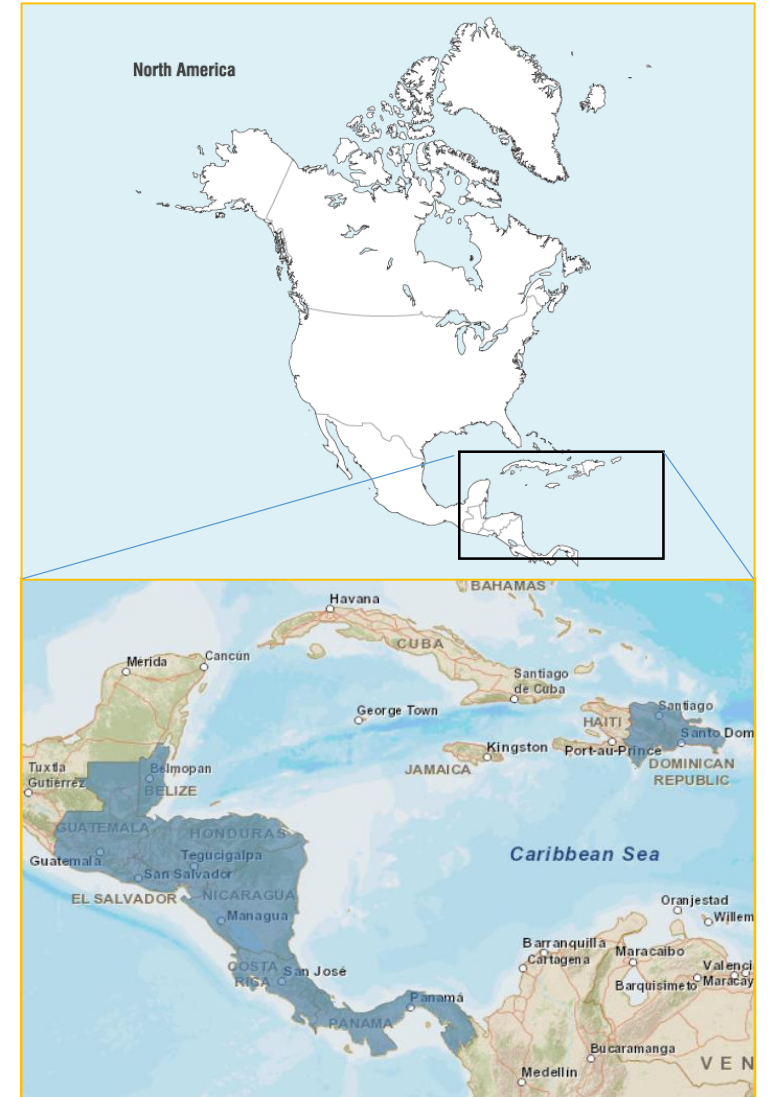 North America
BAHAMAS
Havana
CUBA
Mérida
Cancún
Santiago
de Cuba
George Town
Santiago
HAITI
Santo Dom
Kingston
Port-au-Prince
JAMAICA
DOMINICAN
REPUBLIC
Tuxtla
Gutiérrez
Belmopan
BELIZE
GUATEMALA
HONDURAS
Guatemala
Tegucigalpa
San Salvador
EL SALVADOR
NICARAGUA
Managua
Caribbean Sea
Oranjestad
Willem
Barranquilla
Cartagena
Maracaibo
Valenci
Barquisimeto
Maracay
COSTA
RICA
San José
Panamá
PANAMA
Bucaramanga
VEN
Medellín